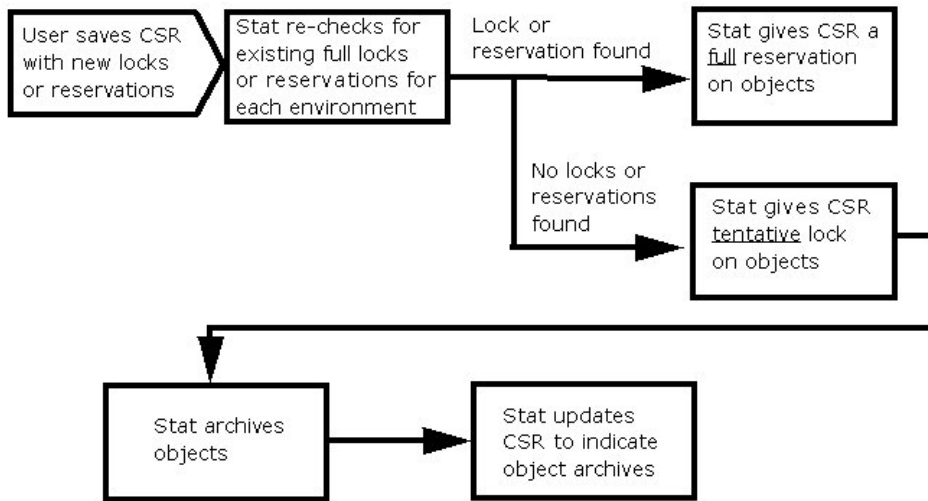 User saves CSR
with new locks
or reservations
Stat re-checks for
existing full locks
or reservations for
each environment
Lock or
reservation found
Stat gives CSR a
full reservation
on objects
No locks or
reservations
found
Stat gives CSR
tentative lock
on objects
Stat archives
objects
Stat updates
CSR to indicate
object archives